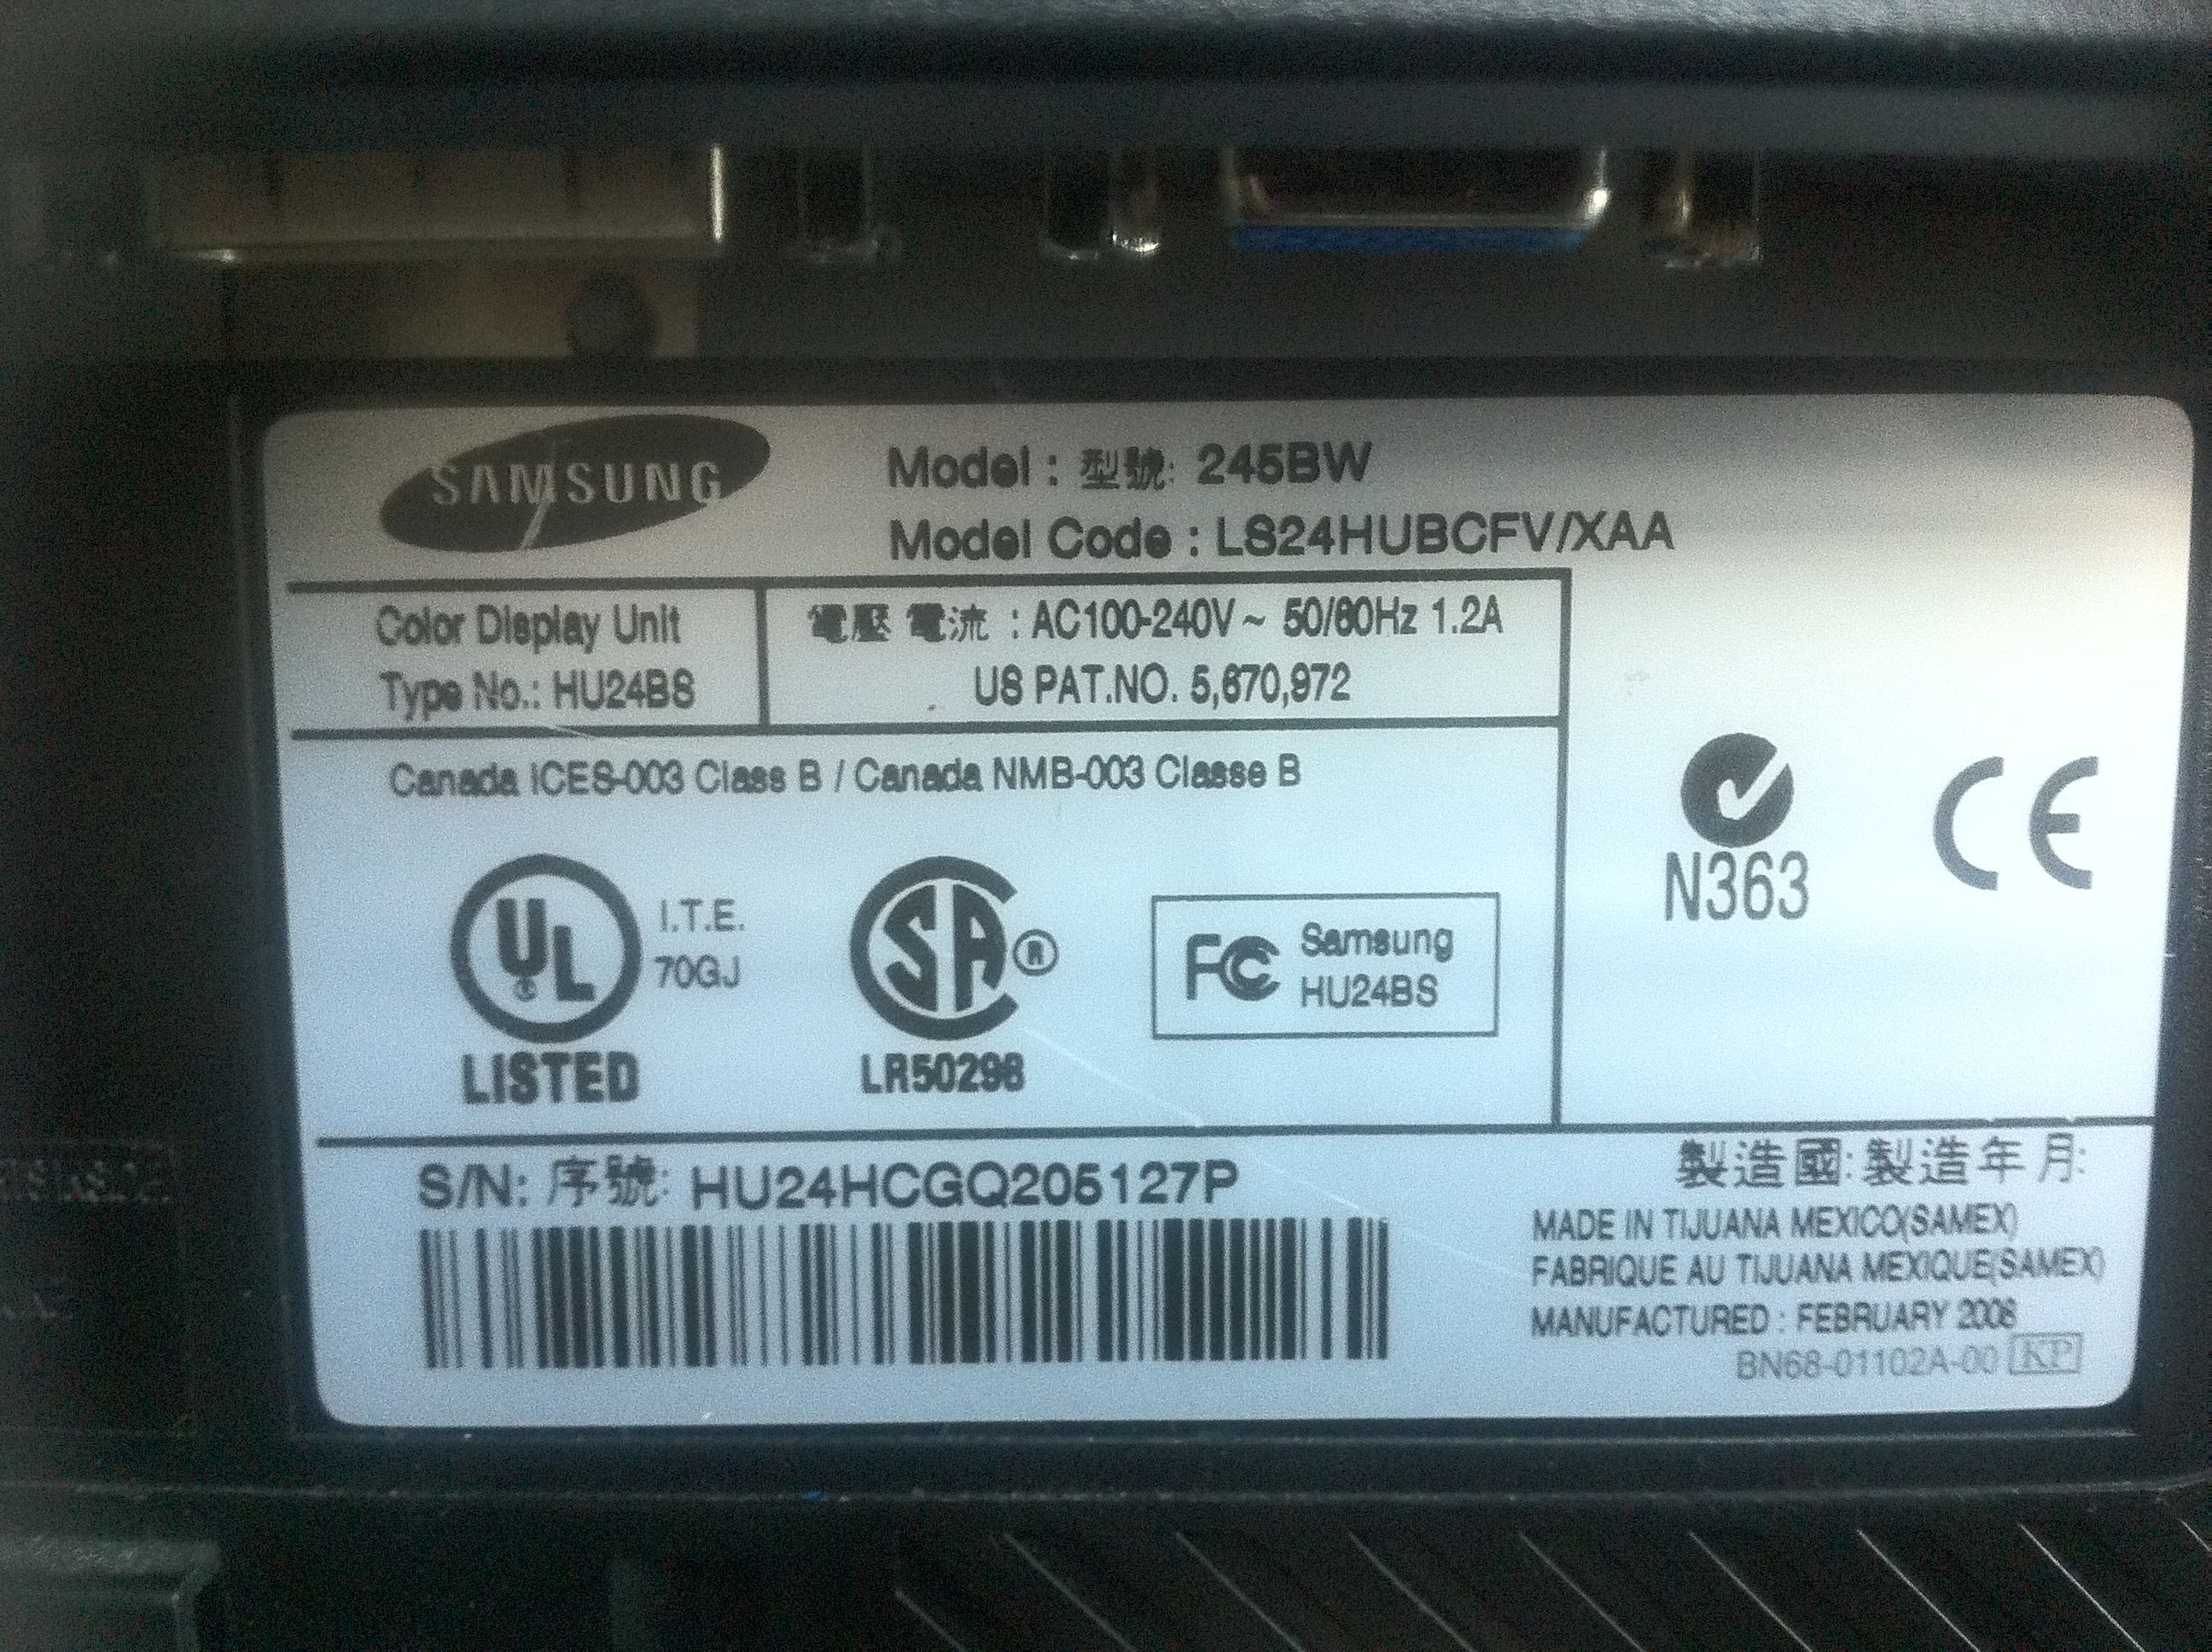 SAMSUNG
Model : 型號: 245BW
Model Code : LS24HUBCFV/XAA
Color Display Unit
Type No.: HU24BS
電壓 電流 : AC100-240V~ 50/60Hz 1.2A
US PAT.NO. 5,670,972
Canada ICES-003 Class B / Canada NMB-003 Classe B
UL
LISTED
I.T.E.
70GJ
SA ®
LR50298
FC
Samsung
HU24BS
N363
CE
S/N: 序號: HU24HCGQ205127P
製造國: 製造年月:
MADE IN TIJUANA MEXICO(SAMEX)
FABRIQUE AU TIJUANA MEXIQUE(SAMEX)
MANUFACTURED : FEBRUARY 2008
BN68-01102A-00 KP